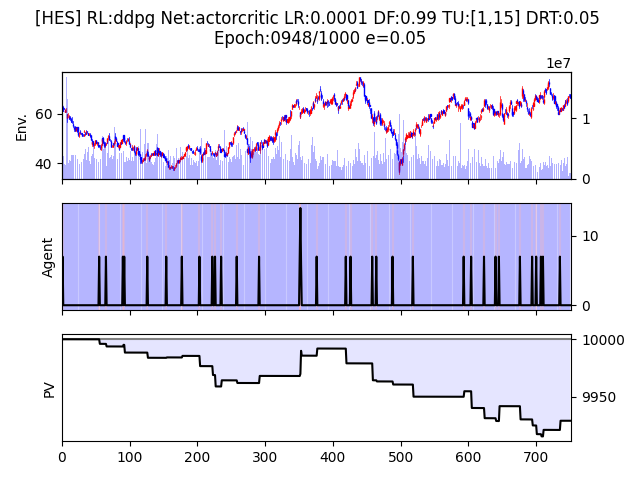 [HES] RL:ddpg Net:actorcritic LR:0.0001 DF:0.99 TU:[1,15] DRT:0.05
Epoch:0948/1000 e=0.05
1e7
Env.
60
40
1
0
Agent
10
0
PV
10000
9950
0 100 200 300 400 500 600 700